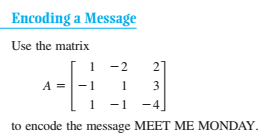 Encoding a Message
Use the matrix
1 -2 2
A = -1 1 3
1 -1 -4
to encode the message MEET ME MONDAY.